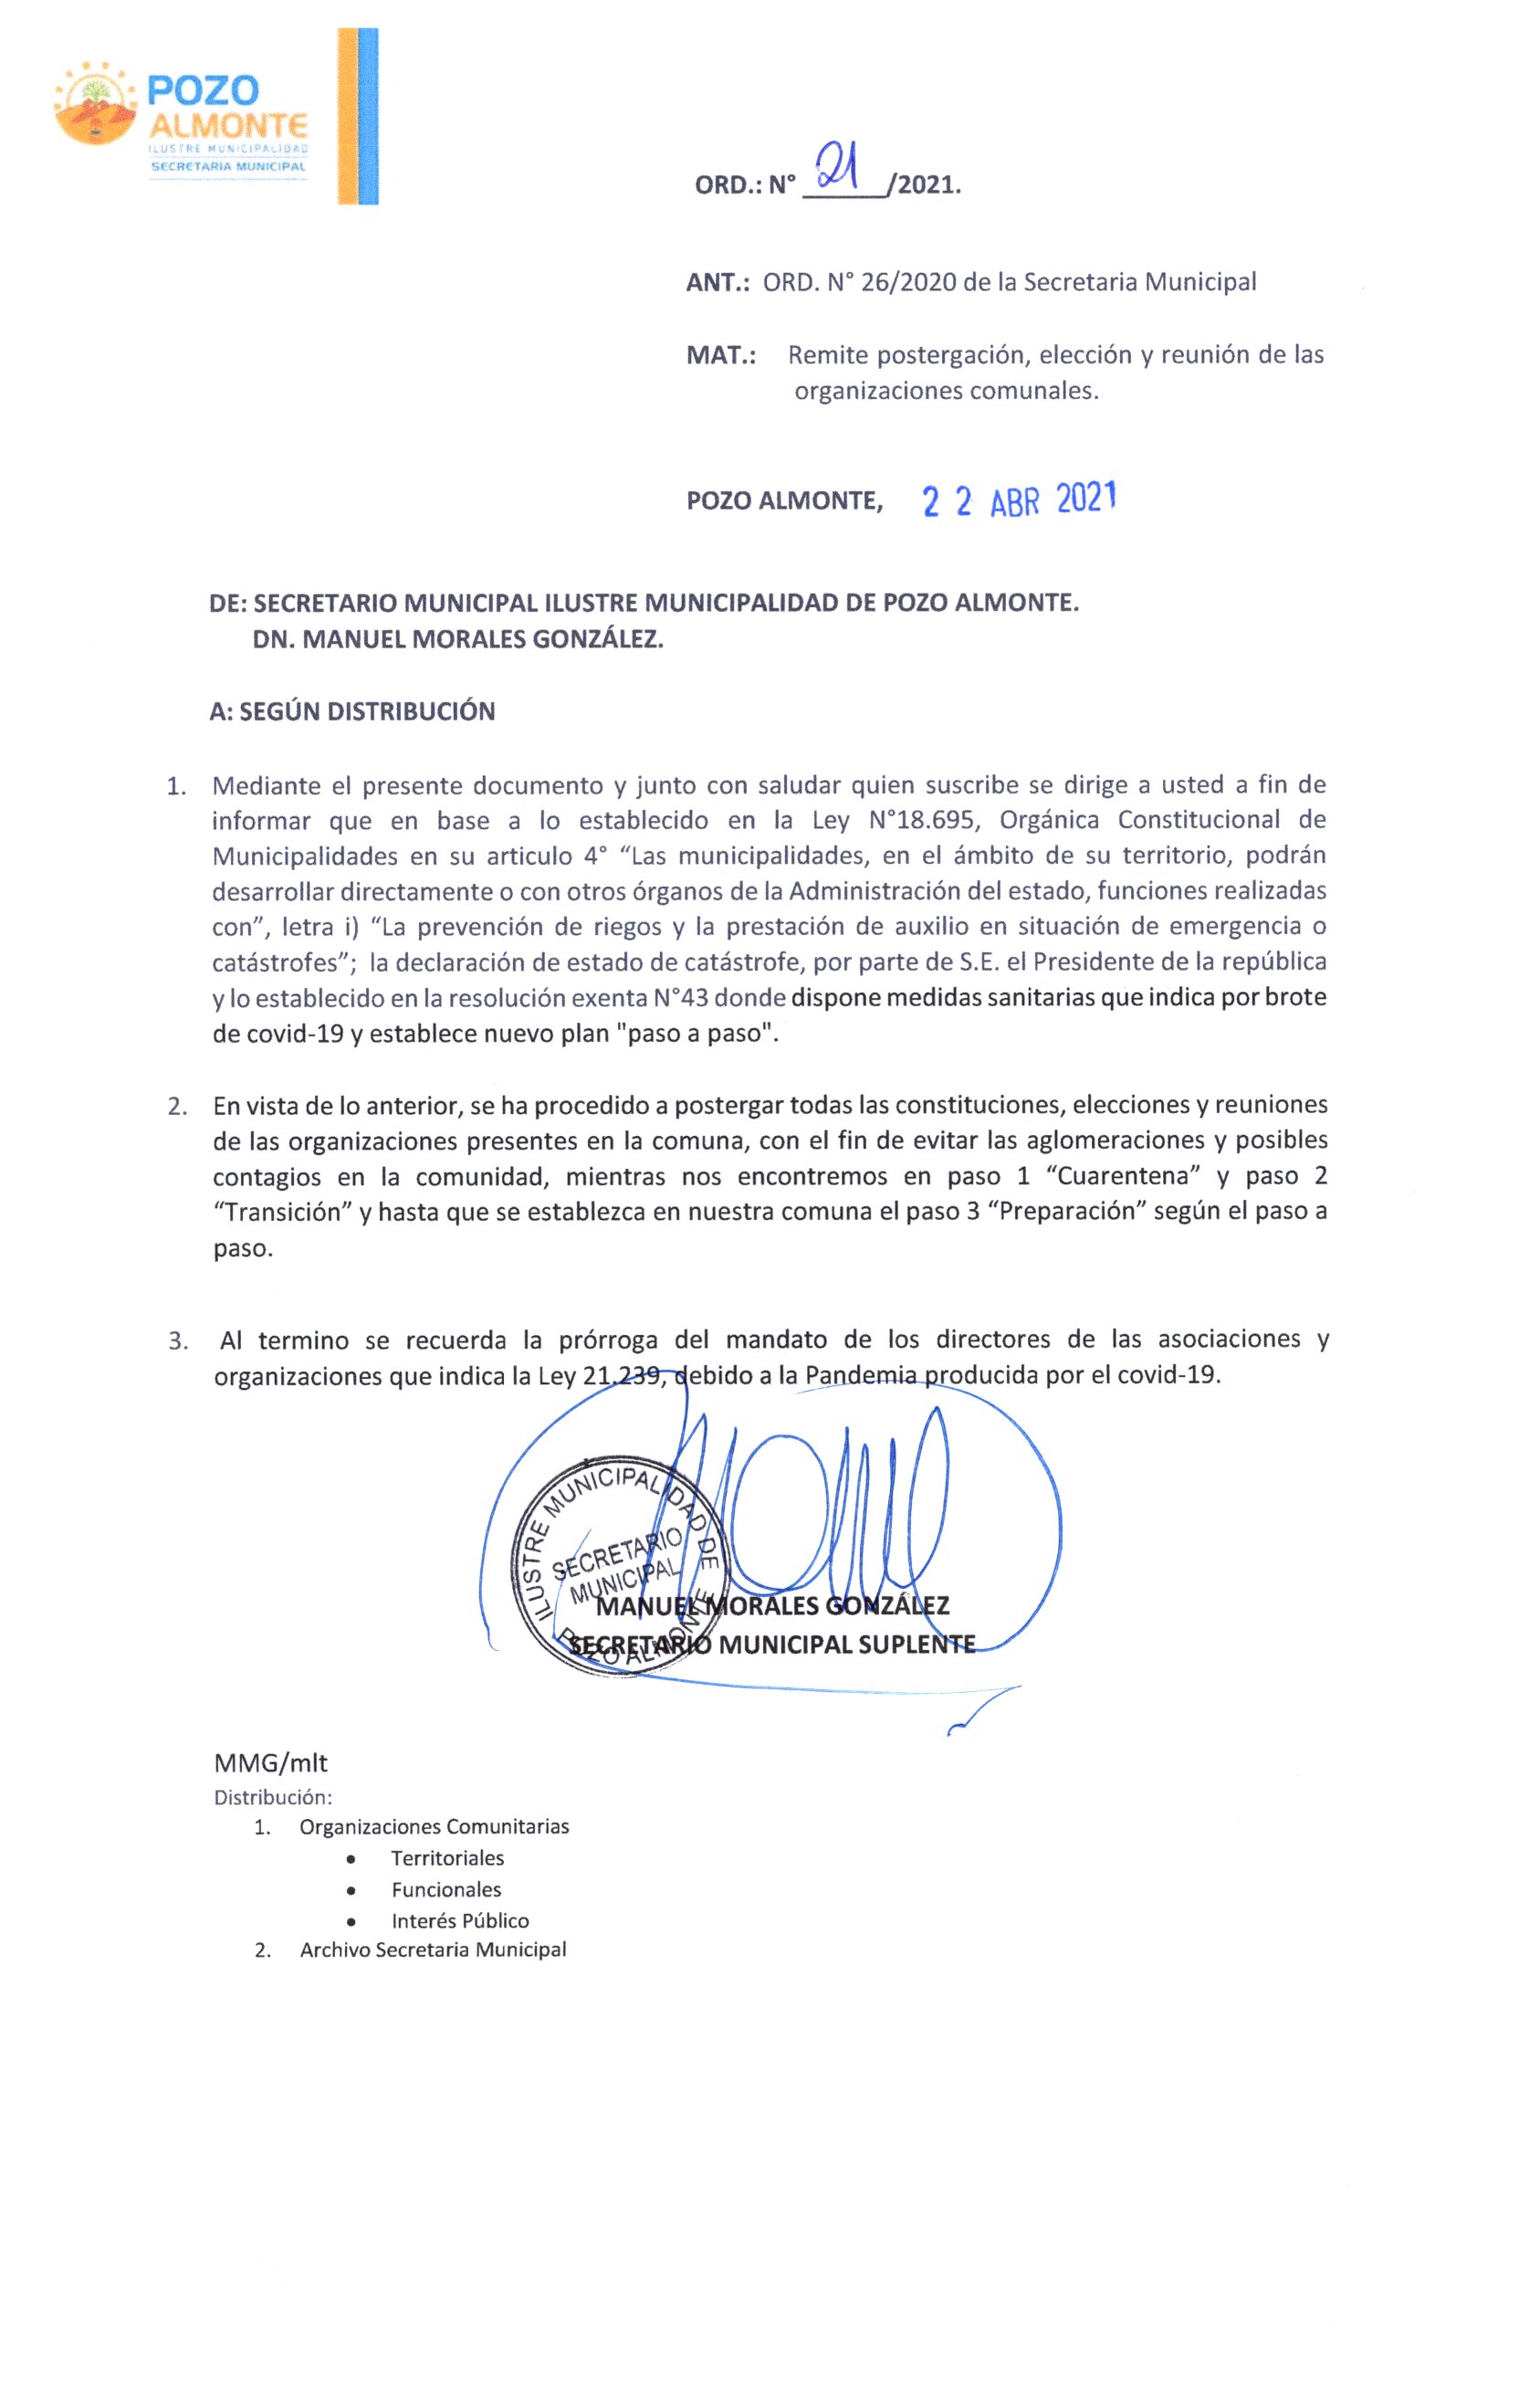 POZO
ALMONTE
ILUSTRE MUNICIPALIDAD
SECRETARIA MUNICIPAL
ORD.: N° 21 /2021.
ANT.: ORD. N° 26/2020 de la Secretaria Municipal
MAT.: Remite postergación, elección y reunión de las
organizaciones comunales.
POZO ALMONTE, 22 ABR 2021
DE: SECRETARIO MUNICIPAL ILUSTRE MUNICIPALIDAD DE POZO ALMONTE.
DN. MANUEL MORALES GONZÁLEZ.
A: SEGÚN DISTRIBUCIÓN
1. Mediante el presente documento y junto con saludar quien suscribe se dirige a usted a fin de
informar que en base a lo establecido en la Ley N°18.695, Orgánica Constitucional de
Municipalidades en su articulo 4° “Las municipalidades, en el ámbito de su territorio, podrán
desarrollar directamente o con otros órganos de la Administración del estado, funciones realizadas
con”, letra i) “La prevención de riegos y la prestación de auxilio en situación de emergencia o
catástrofes”; la declaración de estado de catástrofe, por parte de S.E. el Presidente de la república
y lo establecido en la resolución exenta N°43 donde dispone medidas sanitarias que indica por brote
de covid-19 y establece nuevo plan "paso a paso".
2. En vista de lo anterior, se ha procedido a postergar todas las constituciones, elecciones y reuniones
de las organizaciones presentes en la comuna, con el fin de evitar las aglomeraciones y posibles
contagios en la comunidad, mientras nos encontremos en paso 1 “Cuarentena” y paso 2
“Transición” y hasta que se establezca en nuestra comuna el paso 3 “Preparación” según el paso a
paso.
3. Al termino se recuerda la prórroga del mandato de los directores de las asociaciones y
organizaciones que indica la Ley 21.239, debido a la Pandemia producida por el covid-19.
ILUSTRE MUNICIPALIDAD DE POZO ALMONTE
SECRETARIO
MUNICIPAL
MANUEL MORALES GONZÁLEZ
SECRETARIO MUNICIPAL SUPLENTE
MMG/mlt
Distribución:
1. Organizaciones Comunitarias
• Territoriales
• Funcionales
• Interés Público
2. Archivo Secretaria Municipal